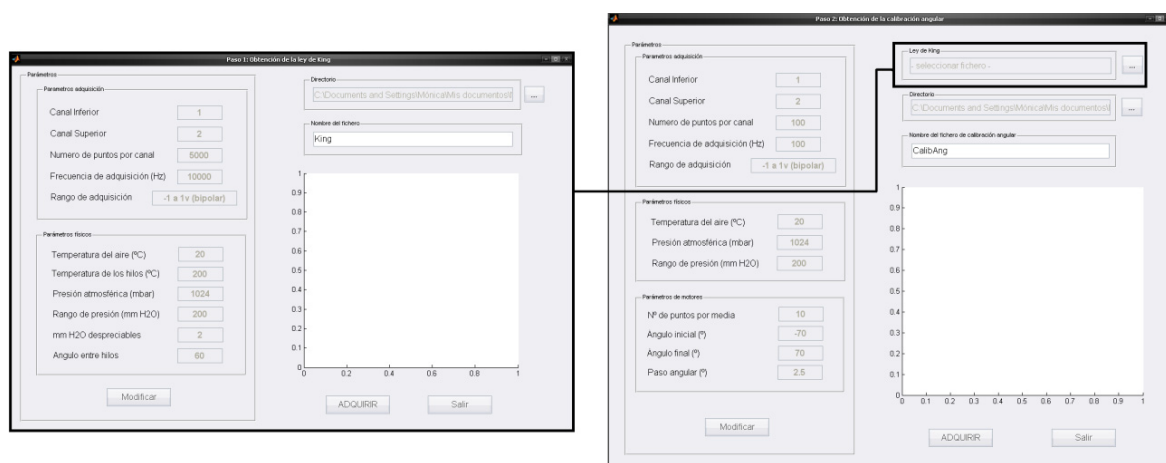 Paso 1: Obtención de la ley de King
Parámetros
Parametros adquisición
Canal Inferior 1
Canal Superior 2
Numero de puntos por canal 5000
Frecuencia de adquisición (Hz) 10000
Rango de adquisición -1 a 1v (bipolar)
Parámetros físicos
Temperatura del aire (ºC) 20
Temperatura de los hilos (ºC) 200
Presión atmosférica (mbar) 1024
Rango de presión (mm H2O) 200
mm H2O despreciables 2
Angulo entre hilos 60
Modificar
Directorio
C:\Documents and Settings\Mónica\Mis documentos\
...
Nombre del fichero
King
1
0.9
0.8
0.7
0.6
0.5
0.4
0.3
0.2
0.1
0
0 0.2 0.4 0.6 0.8 1
ADQUIRIR Salir
Paso 2: Obtención de la calibración angular
Parámetros
Parametros adquisición
Canal Inferior 1
Canal Superior 2
Numero de puntos por canal 100
Frecuencia de adquisición (Hz) 100
Rango de adquisición -1 a 1v (bipolar)
Parámetros físicos
Temperatura del aire (ºC) 20
Presión atmosférica (mbar) 1024
Rango de presión (mm H2O) 200
Parámetros de motores
Nº de puntos por media 10
Angulo inicial (º) -70
Ángulo final (º) 70
Paso angular (º) 2.5
Modificar
Ley de King
- seleccionar fichero -
...
Directorio
C:\Documents and Settings\Mónica\Mis documentos\
...
Nombre del fichero de calibración angular
CalibAng
1
0.9
0.8
0.7
0.6
0.5
0.4
0.3
0.2
0.1
0
0 0.1 0.2 0.3 0.4 0.5 0.6 0.7 0.8 0.9 1
ADQUIRIR Salir